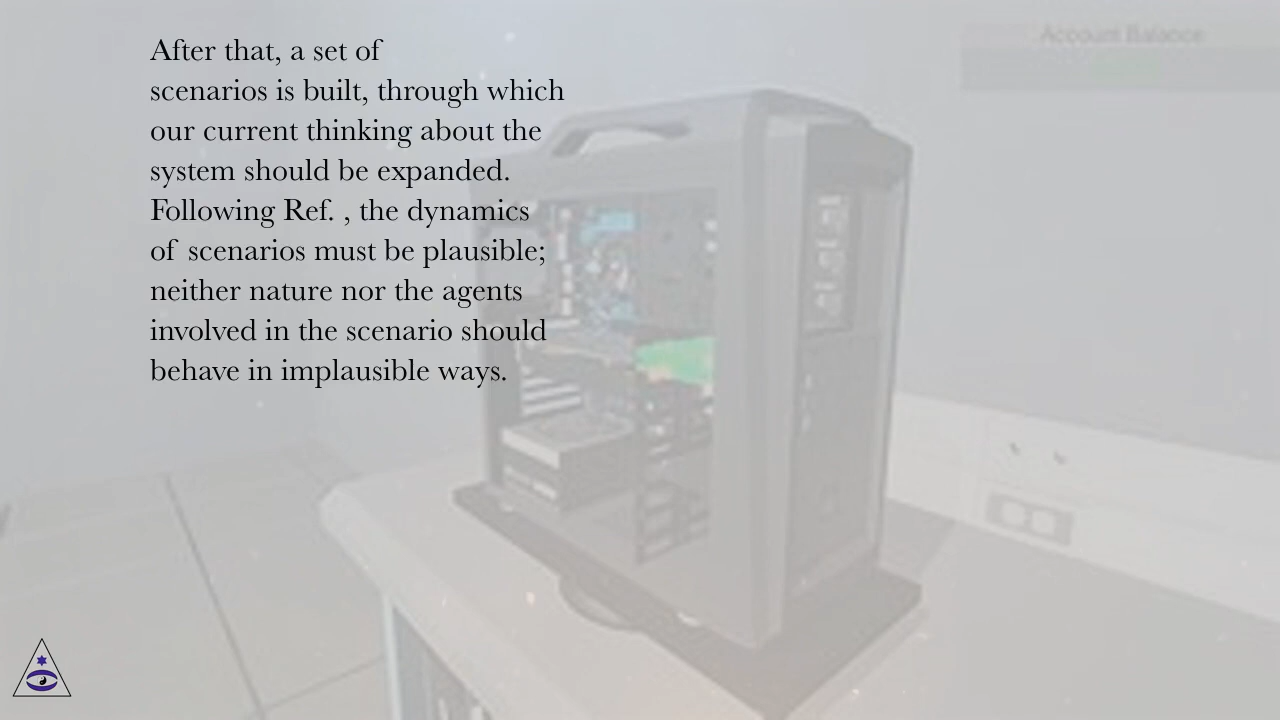 After that, a set of
scenarios is built, through which
our current thinking about the
system should be expanded.
Following Ref. , the dynamics
of scenarios must be plausible;
neither nature nor the agents
involved in the scenario should
behave in implausible ways.
Account Balance